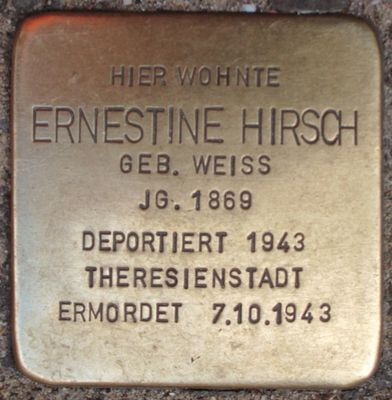 HIER WOHNTE
ERNESTINE HIRSCH
GEB. WEISS
JG. 1869
DEPORTIERT 1943
THERESIENSTADT
ERMORDET 7.10.1943